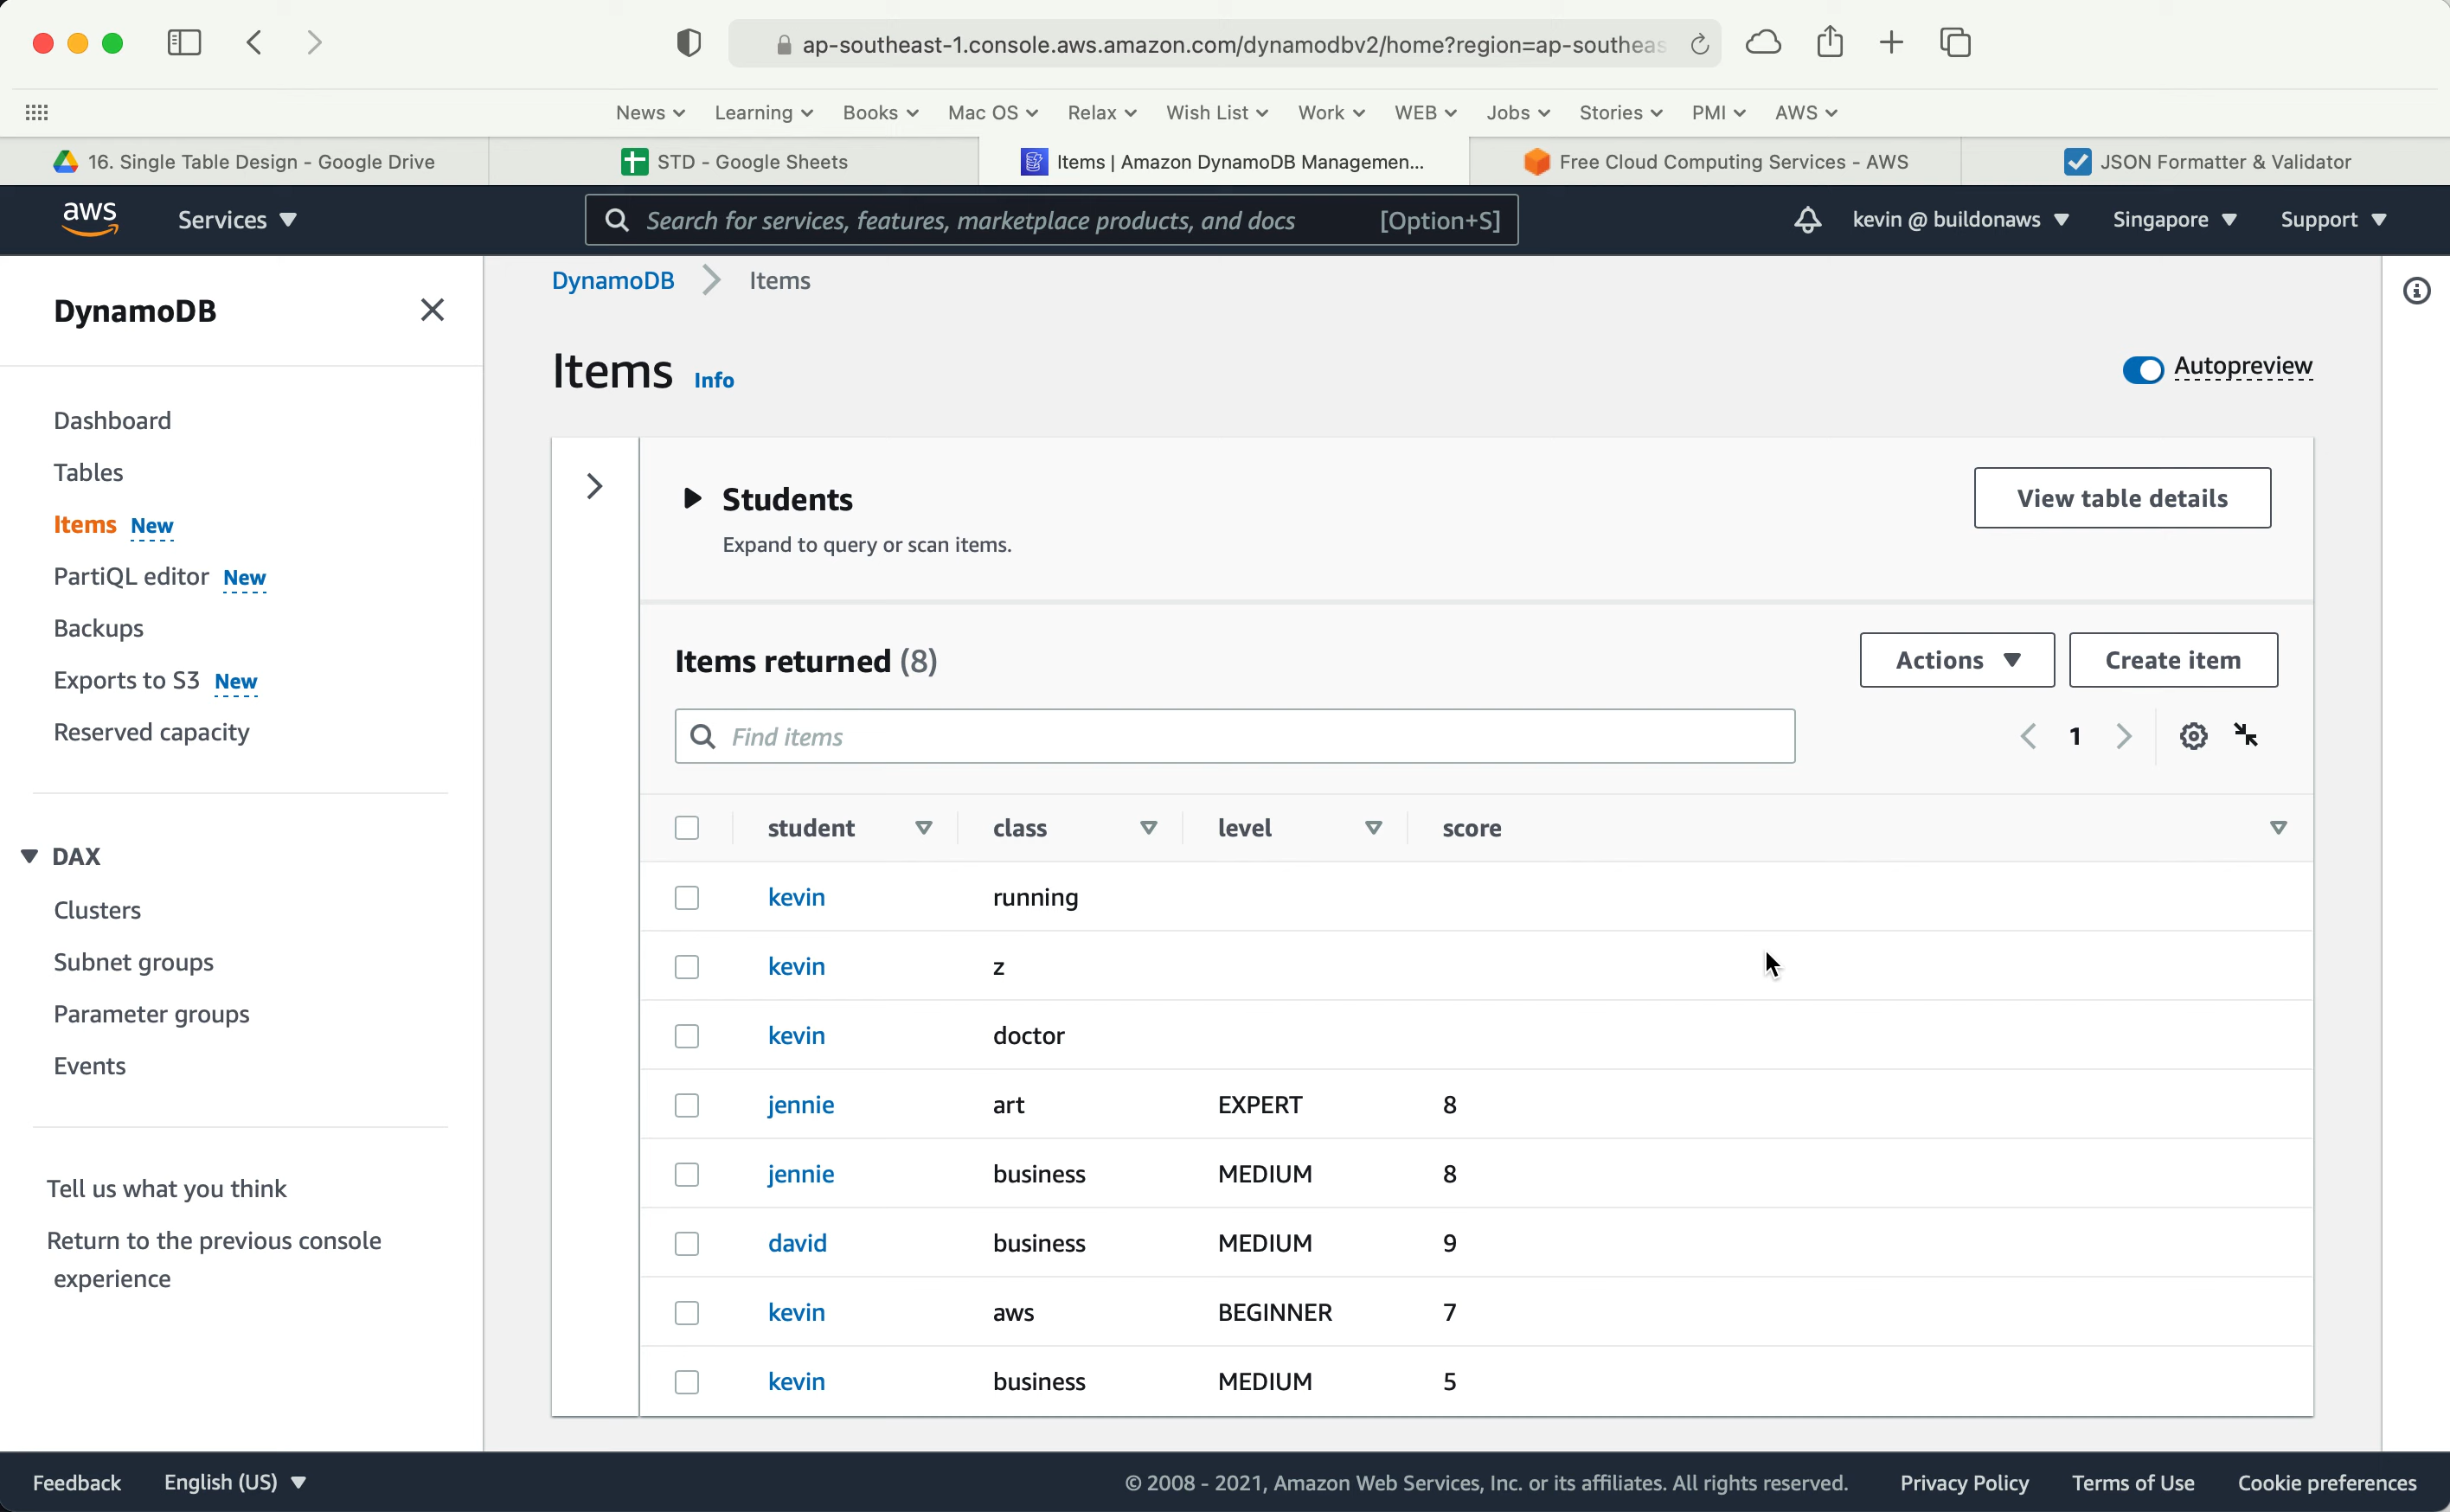 ap-southeast-1.console.aws.amazon.com/dynamodbv2/home?region=ap-southeas
News Learning Books Mac OS Relax Wish List Work WEB Jobs Stories PMI AWS
16. Single Table Design - Google Drive STD - Google Sheets Items | Amazon DynamoDB Managemen... Free Cloud Computing Services - AWS JSON Formatter & Validator
aws Services Search for services, features, marketplace products, and docs [Option+S] kevin @ buildonaws Singapore Support
DynamoDB
Dashboard
Tables
Items New
PartiQL editor New
Backups
Exports to S3 New
Reserved capacity
DAX
Clusters
Subnet groups
Parameter groups
Events
Tell us what you think
Return to the previous console
experience
DynamoDB Items
Items Info Autopreview
Students View table details
Expand to query or scan items.
Items returned (8) Actions Create item
Find items 1
student class level score
kevin running
kevin z
kevin doctor
jennie art EXPERT 8
jennie business MEDIUM 8
david business MEDIUM 9
kevin aws BEGINNER 7
kevin business MEDIUM 5
Feedback English (US) © 2008 - 2021, Amazon Web Services, Inc. or its affiliates. All rights reserved. Privacy Policy Terms of Use Cookie preferences